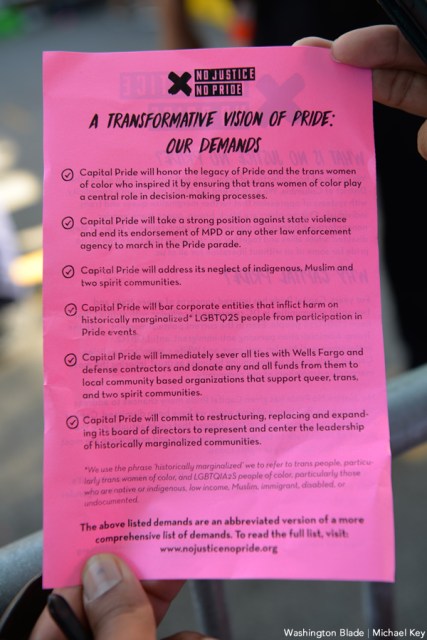 NO JUSTICE
NO PRIDE
A TRANSFORMATIVE VISION OF PRIDE:
OUR DEMANDS
Capital Pride will honor the legacy of Pride and the trans women
of color who inspired it by ensuring that trans women of color play
a central role in decision-making processes.
Capital Pride will take a strong position against state violence
and end its endorsement of MPD or any other law enforcement
agency to march in the Pride parade.
Capital Pride will address its neglect of indigenous, Muslim and
two spirit communities.
Capital Pride will bar corporate entities that inflict harm on
historically marginalized* LGBTQ2S people from participation in
Pride events.
Capital Pride will immediately sever all ties with Wells Fargo and
defense contractors and donate any and all funds from them to
local community based organizations that support queer, trans,
and two spirit communities.
Capital Pride will commit to restructuring, replacing and expand-
ing its board of directors to represent and center the leadership
of historically marginalized communities.
*We use the phrase 'historically marginalized' we to refer to trans people, particu-
larly trans women of color, and LGBTQIA2S people of color, particularly those
who are native or indigenous, low income, Muslim, immigrant, disabled, or
undocumented.
The above listed demands are an abbreviated version of a more
comprehensive list of demands. To read the full list, visit:
www.nojusticenopride.org
Washington Blade | Michael Key